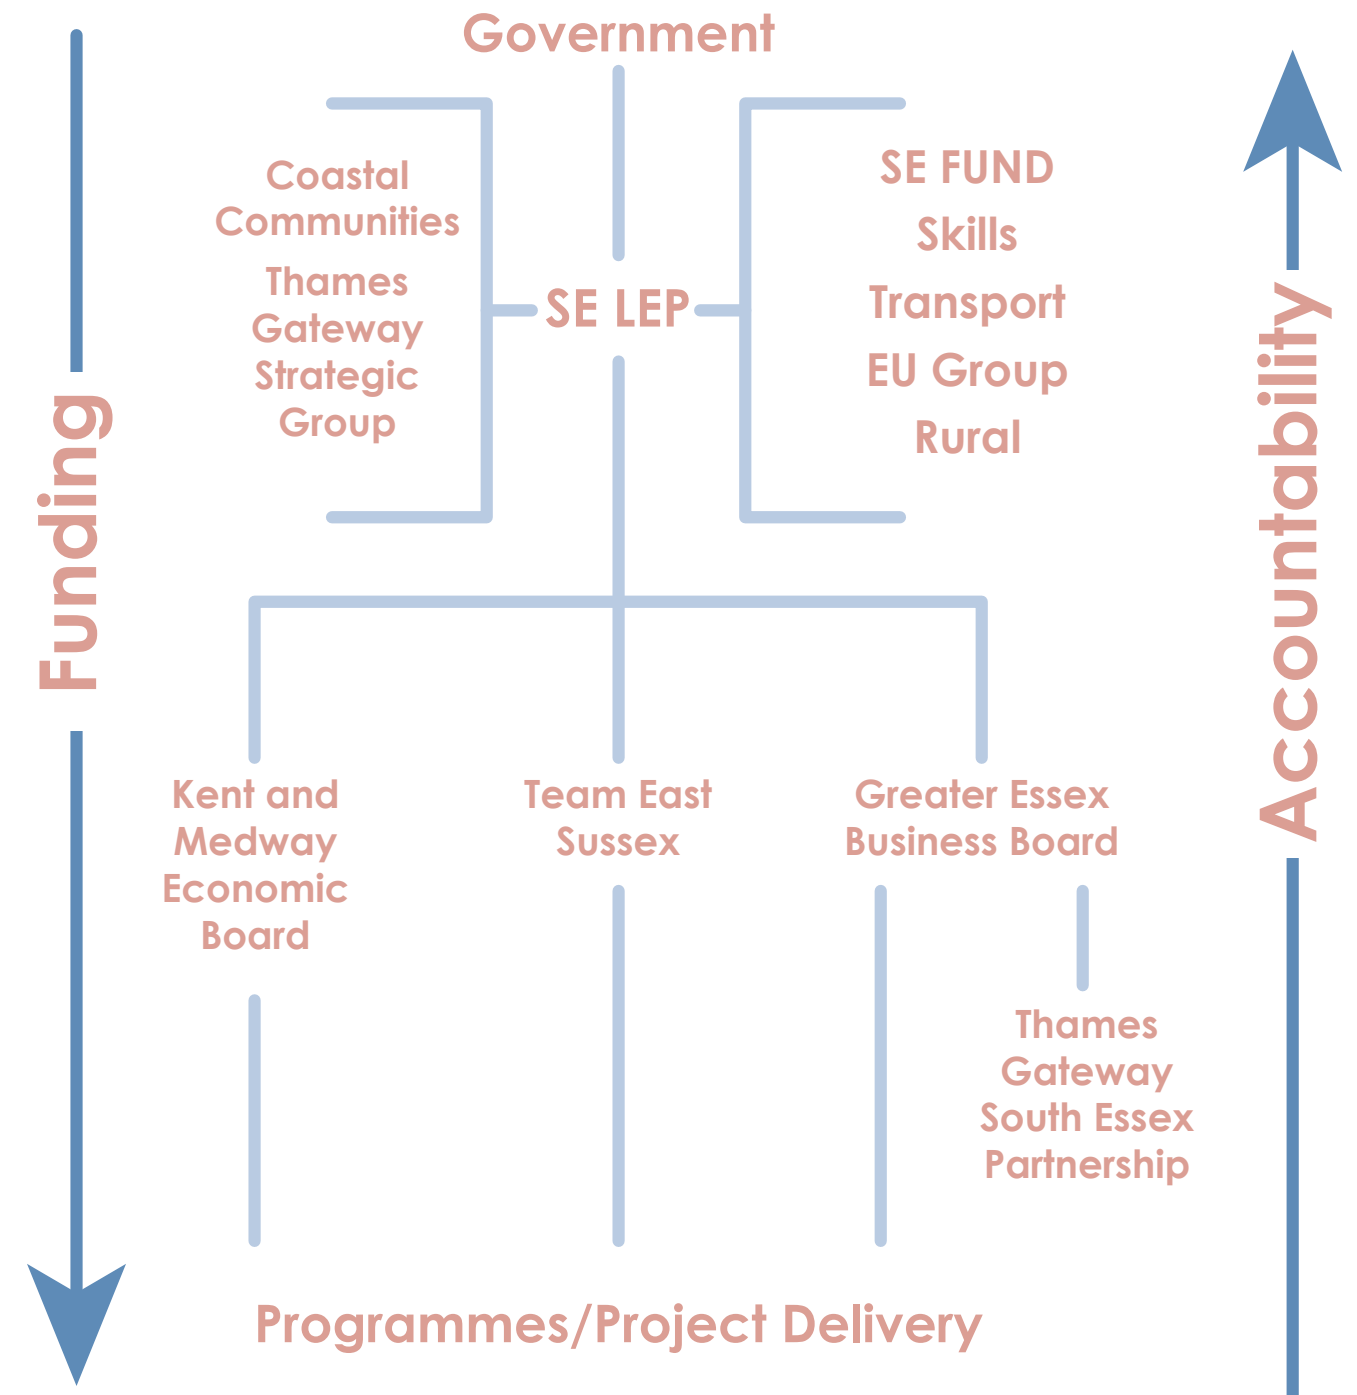 Government
Coastal
Communities
Thames
Gateway
Strategic
Group
SE LEP
SE FUND
Skills
Transport
EU Group
Rural
Funding
Accountability
Kent and
Medway
Economic
Board
Team East
Sussex
Greater Essex
Business Board
Thames
Gateway
South Essex
Partnership
Programmes/Project Delivery